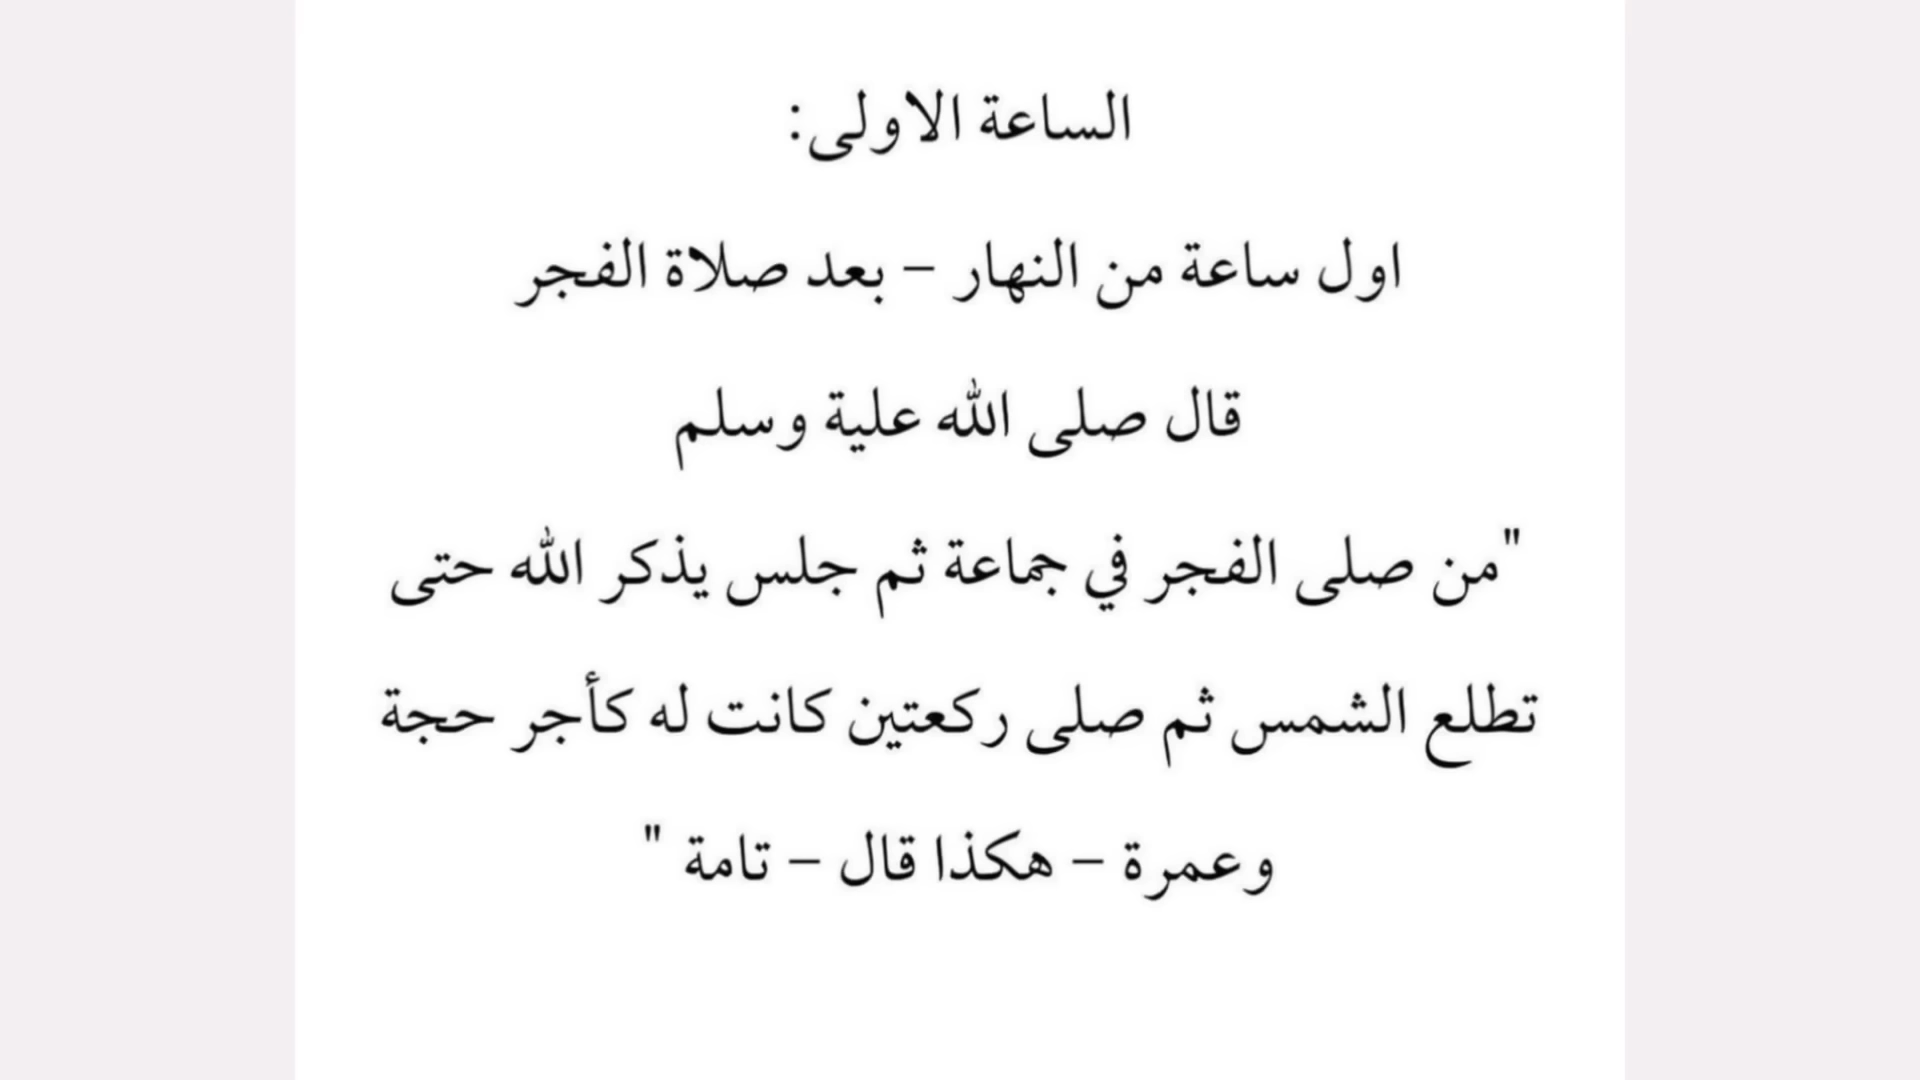 الساعة الاولى:
اول ساعة من النهار – بعد صلاة الفجر
قال صلى الله علية وسلم
"من صلى الفجر في جماعة ثم جلس يذكر الله حتى
تطلع الشمس ثم صلى ركعتين كانت له كأجر حجة
وعمرة – هكذا قال – تامة "